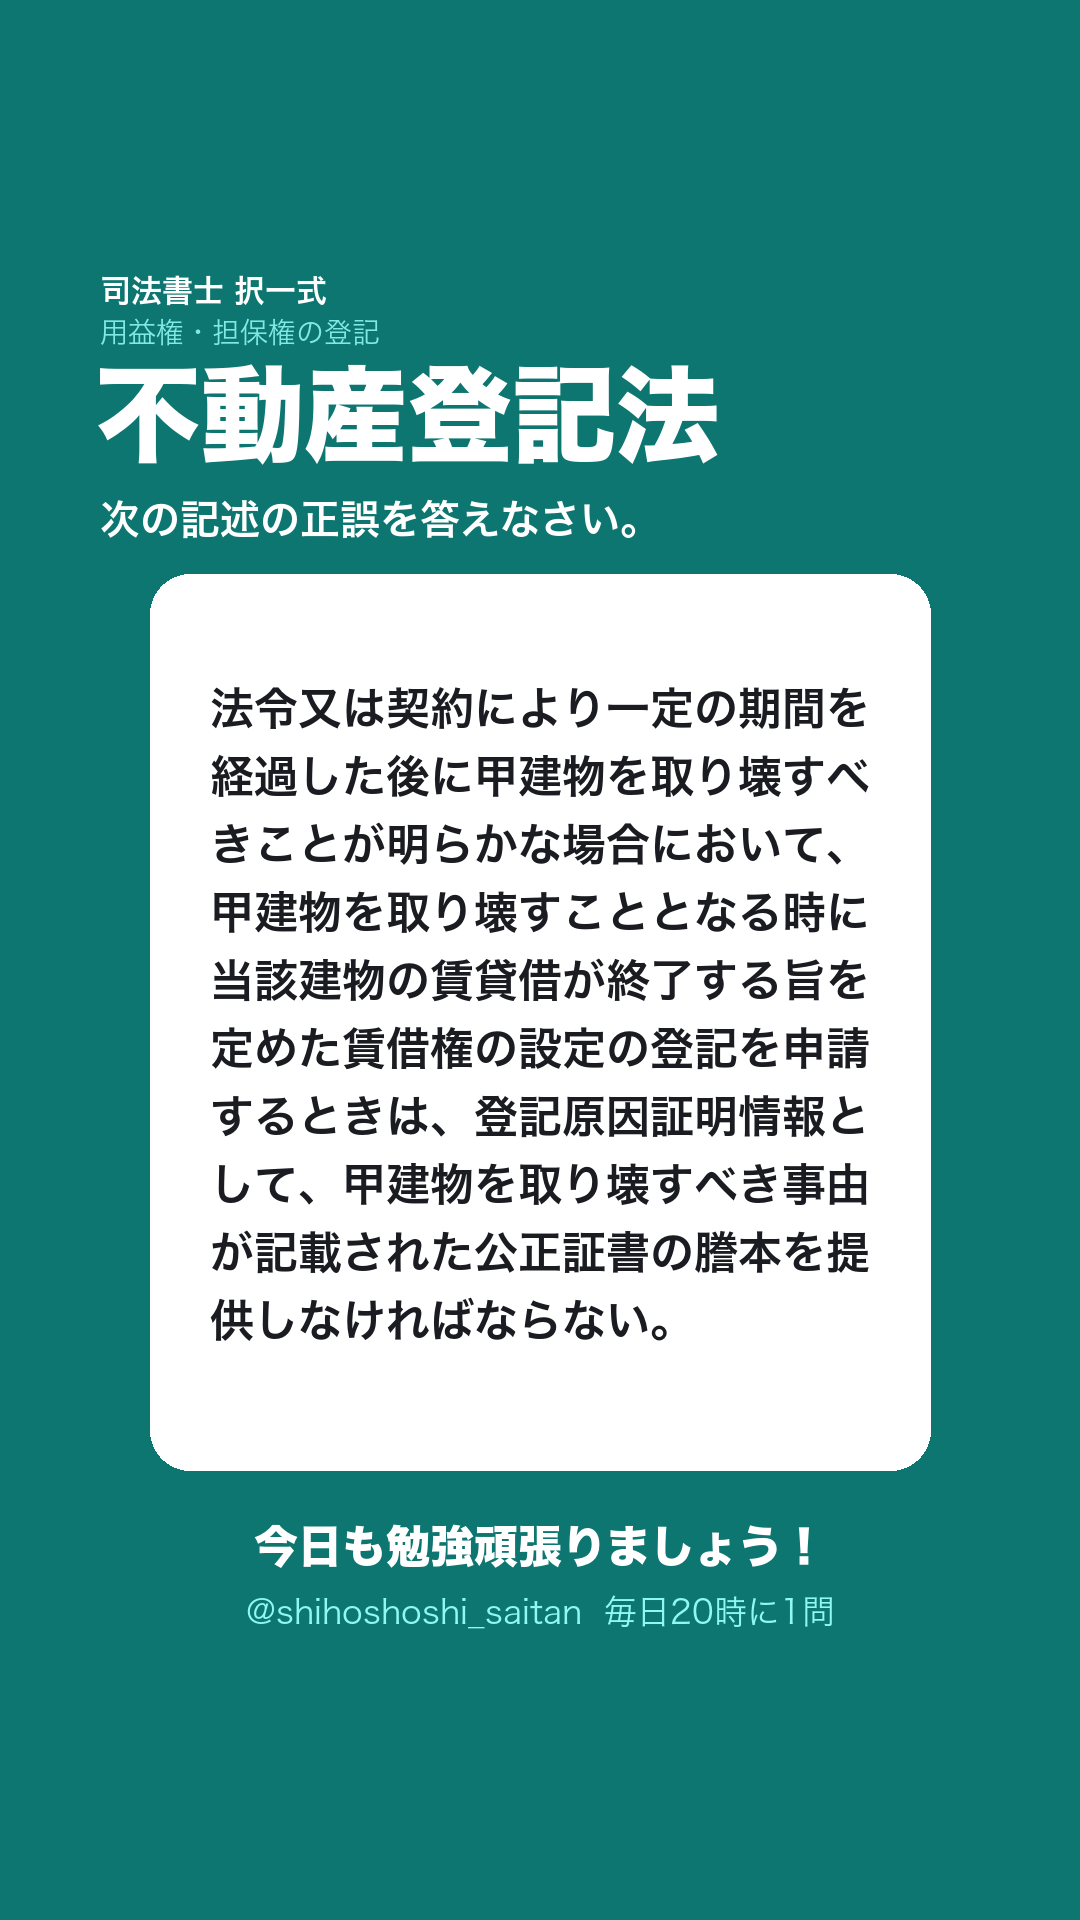 司法書士 択一式
用益権・担保権の登記
不動産登記法
次の記述の正誤を答えなさい。
法令又は契約により一定の期間を
経過した後に甲建物を取り壊すべ
きことが明らかな場合において、
甲建物を取り壊すこととなる時に
当該建物の賃貸借が終了する旨を
定めた賃借権の設定の登記を申請
するときは、登記原因証明情報と
して、甲建物を取り壊すべき事由
が記載された公正証書の謄本を提
供しなければならない。
今日も勉強頑張りましょう！
@shihoshoshi_saitan 毎日20時に1問